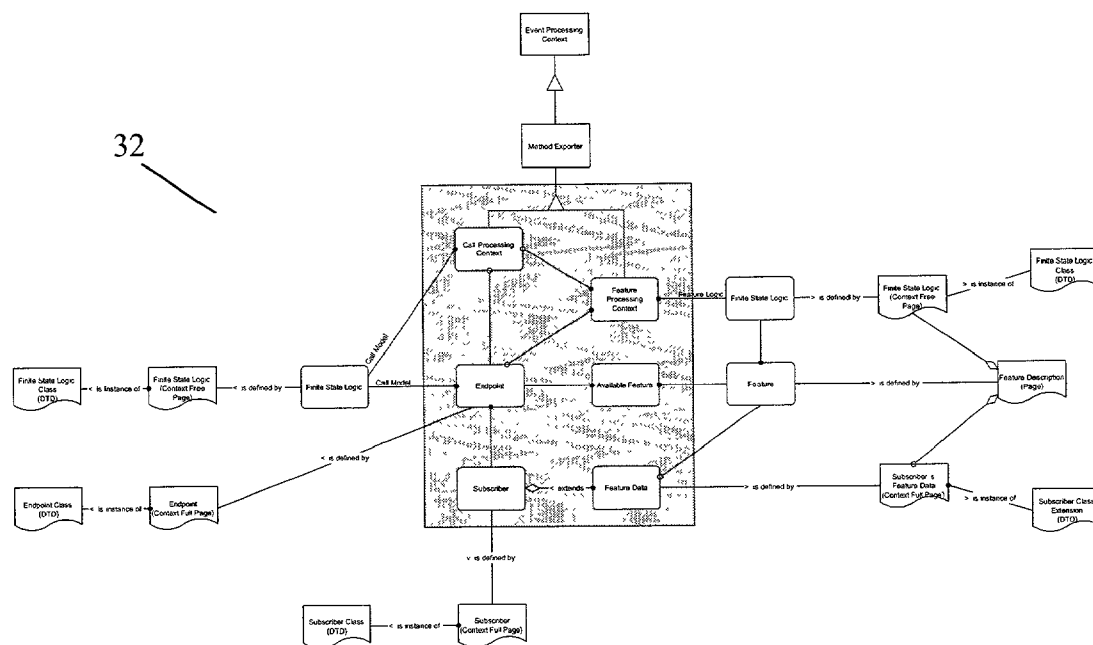 Event Processing
Context
32
Method Exporter
Call Processing
Context
Feature
Processing
Context
Feature Logic
Finite State Logic
> is defined by
Finite State Logic
(Context Free
Page)
> is instance of
Finite State Logic
Class
(DTD)
Call Model
Finite State Logic
Class
(DTD)
< is Instance of
Finite State Logic
(Context Free
Page)
< is defined by
Finite State Logic
Call Model
Endpoint
Available Feature
Feature
> is defined by
Feature Description
(Page)
< is defined by
Endpoint Class
(DTD)
< is instance of
Endpoint
(Context Full Page)
Subscriber
< extends
Feature Data
> is defined by
Subscriber s
Feature Data
(Context Full Page)
> is instance of
Subscriber Class
Extension
(DTD)
v is defined by
Subscriber Class
(DTD)
< is instance of
Subscriber
(Context Full Page)